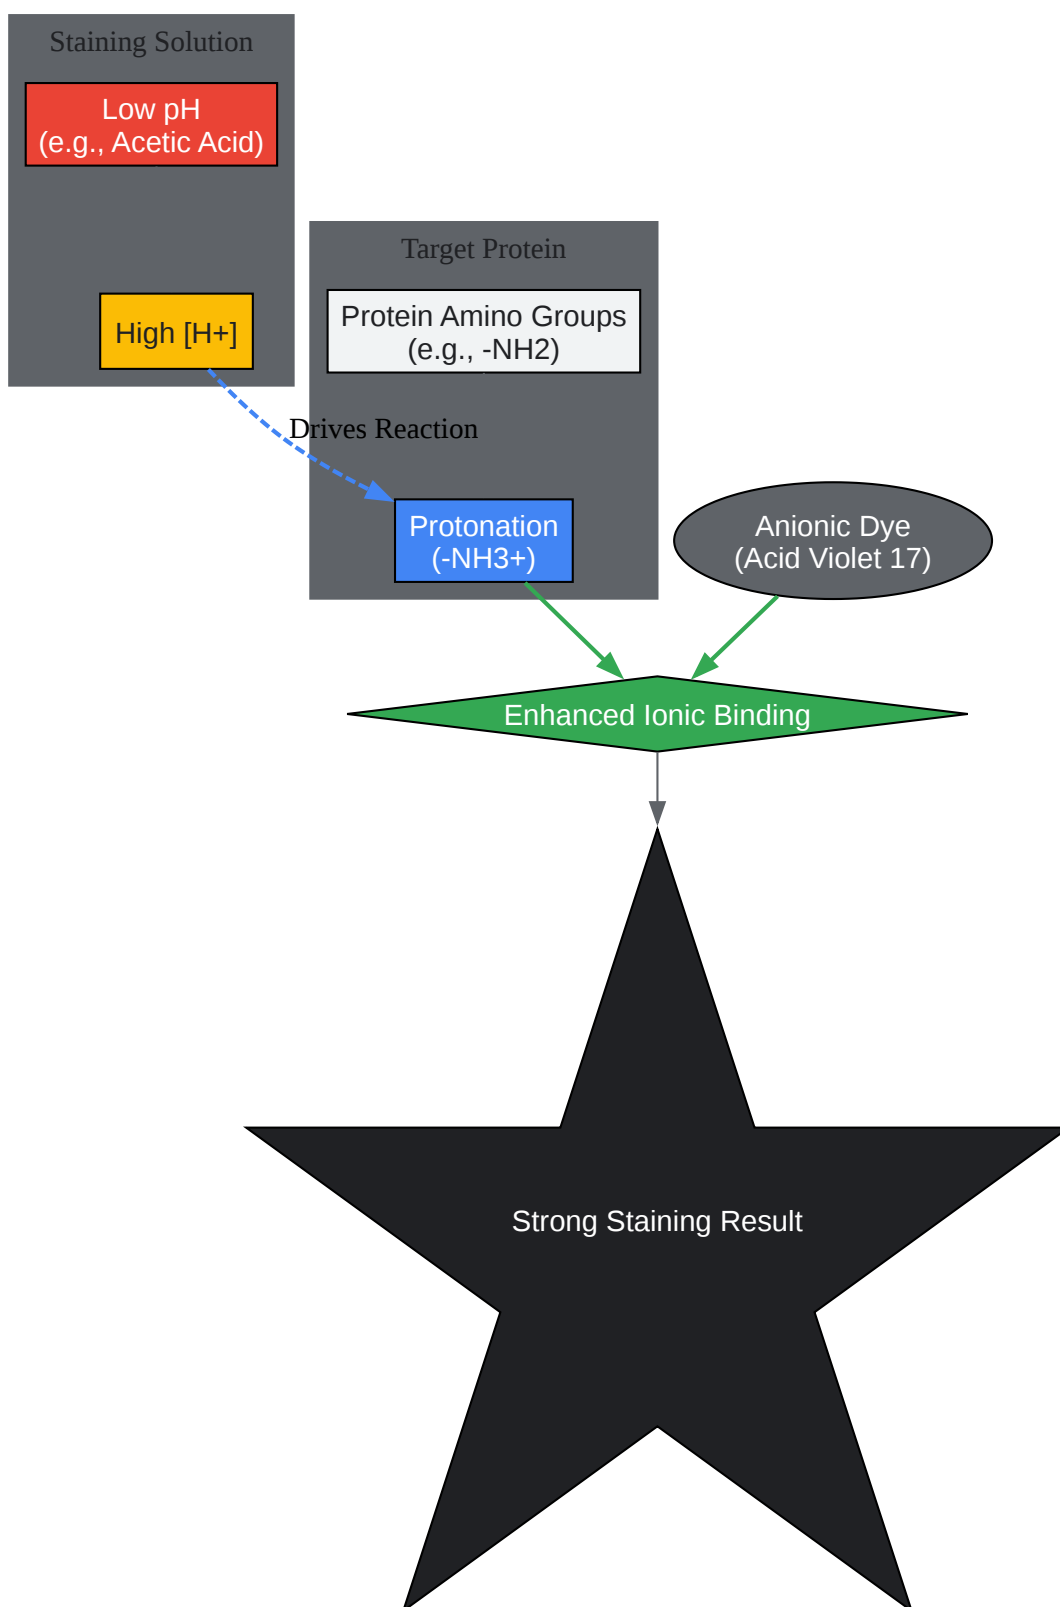 Staining Solution
Low pH
(e.g., Acetic Acid)
High [H+]
Target Protein
Protein Amino Groups
(e.g., -NH2)
Drives Reaction
Protonation
(-NH3+)
Anionic Dye
(Acid Violet 17)
Enhanced Ionic Binding
Strong Staining Result